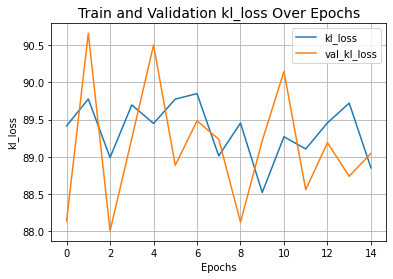 Train and Validation kl_loss Over Epochs
kl_loss
val_kl_loss
90.5
90.0
89.5
89.0
88.5
88.0
kl_loss
0 2 4 6 8 10 12 14
Epochs